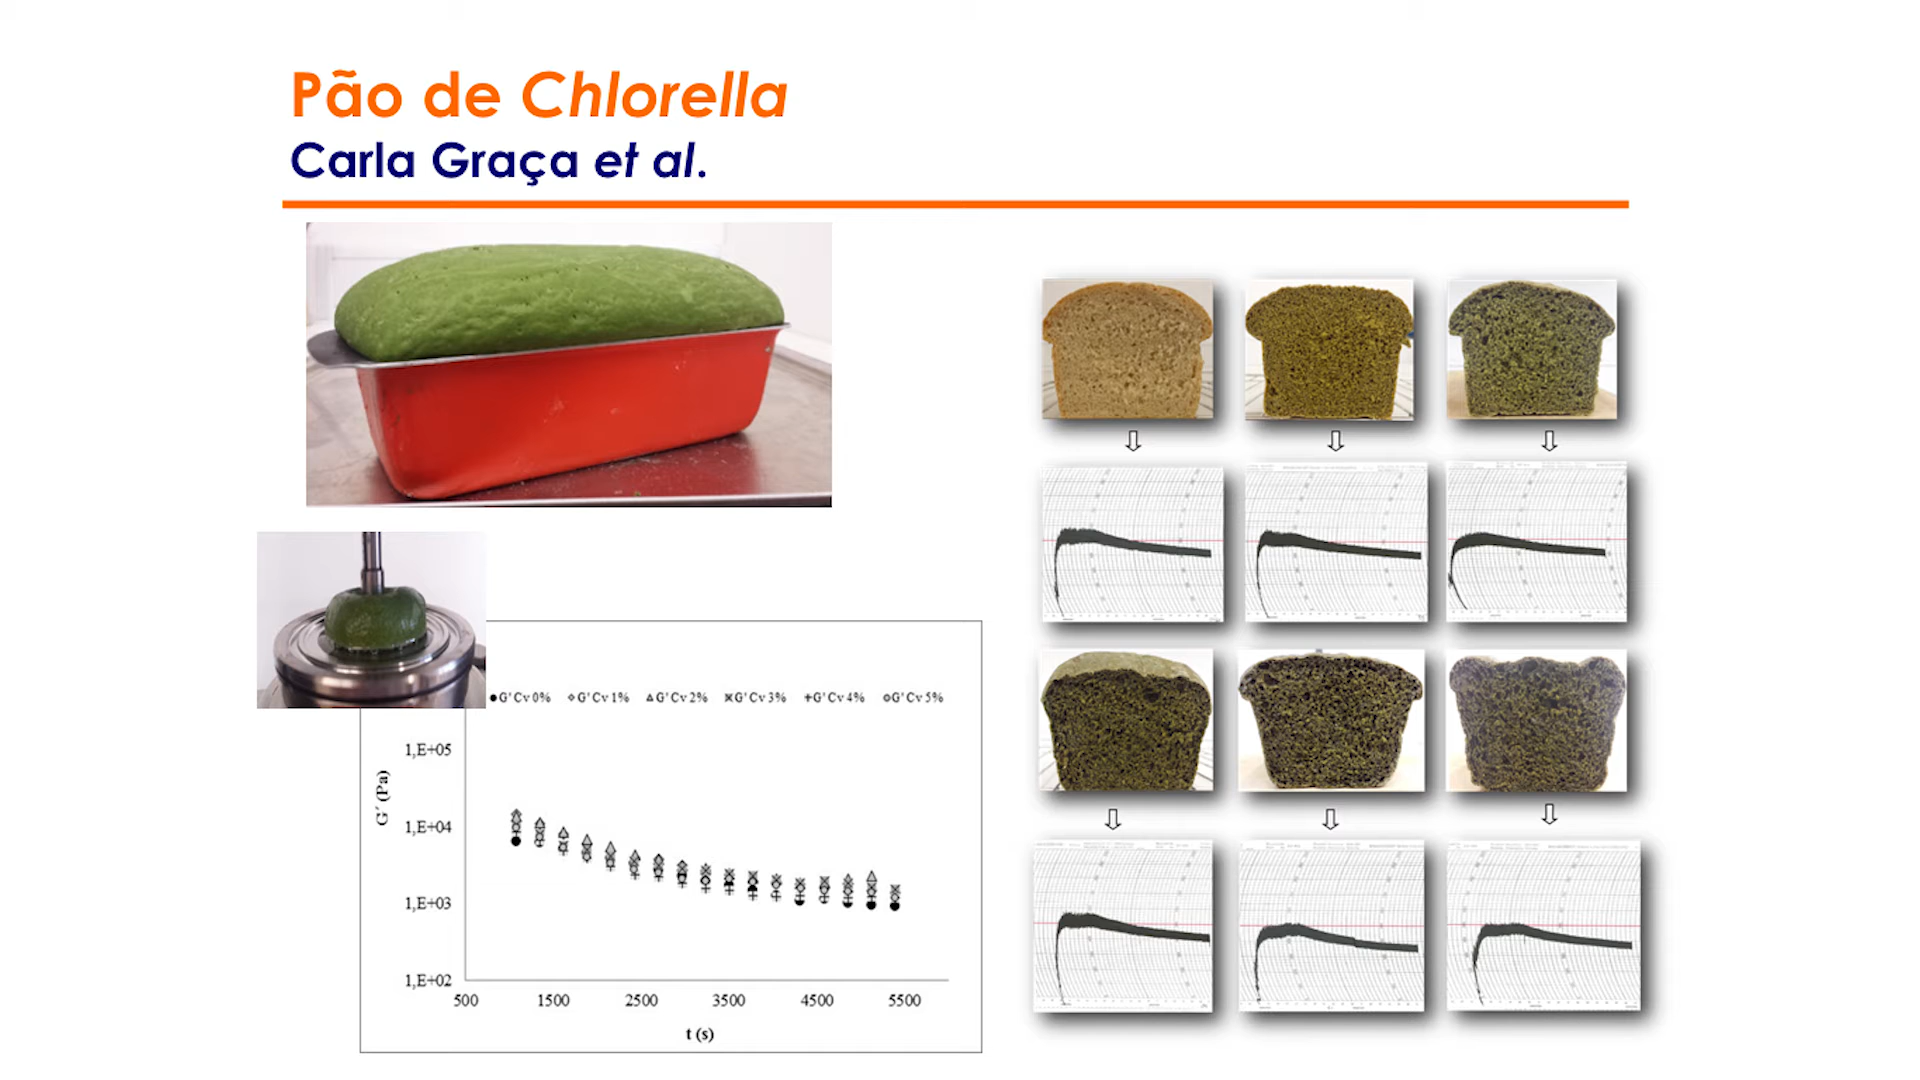 Pão de Chlorella
Carla Graça et al.
G' Cv 0% G' Cv 1% G' Cv 2% G' Cv 3% G' Cv 4% G' Cv 5%
G´ (Pa)
1,E+05
1,E+04
1,E+03
1,E+02
500 1500 2500 3500 4500 5500
t (s)